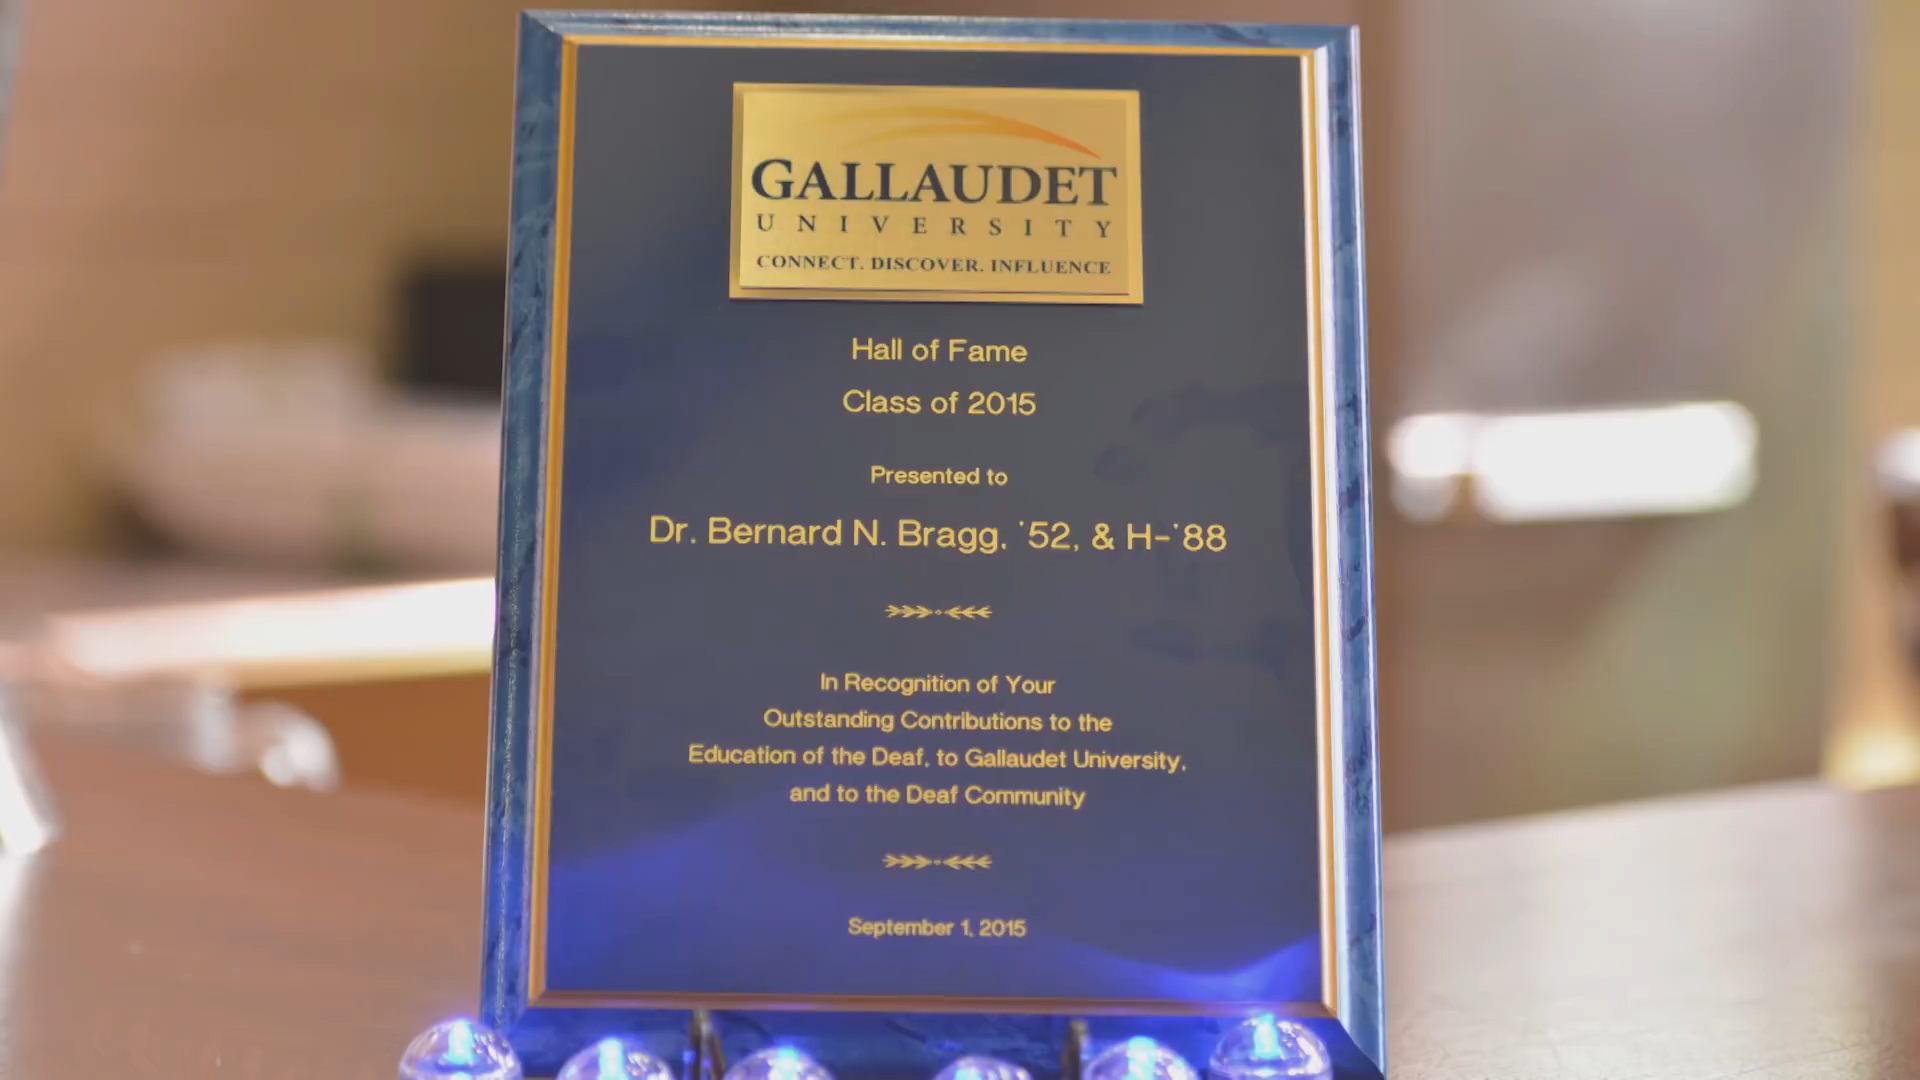 GALLAUDET
UNIVERSITY
CONNECT. DISCOVER. INFLUENCE
Hall of Fame
Class of 2015
Presented to
Dr. Bernard N. Bragg, '52, & H-'88
In Recognition of Your
Outstanding Contributions to the
Education of the Deaf, to Gallaudet University,
and to the Deaf Community
September 1, 2015